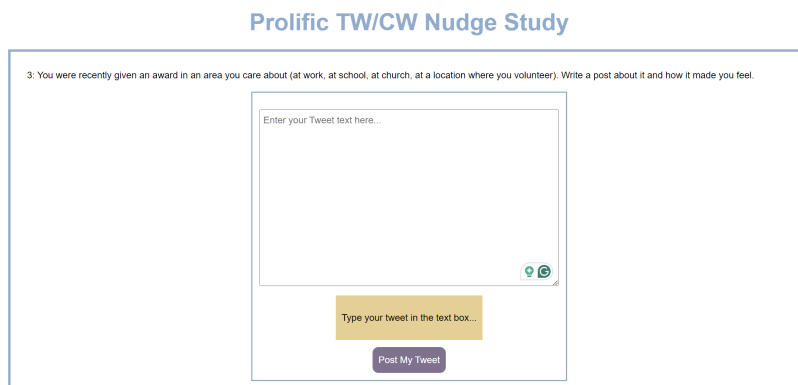 Prolific TW/CW Nudge Study
3: You were recently given an award in an area you care about (at work, at school, at church, at a location where you volunteer). Write a post about it and how it made you feel.
Enter your Tweet text here...
Type your tweet in the text box...
Post My Tweet